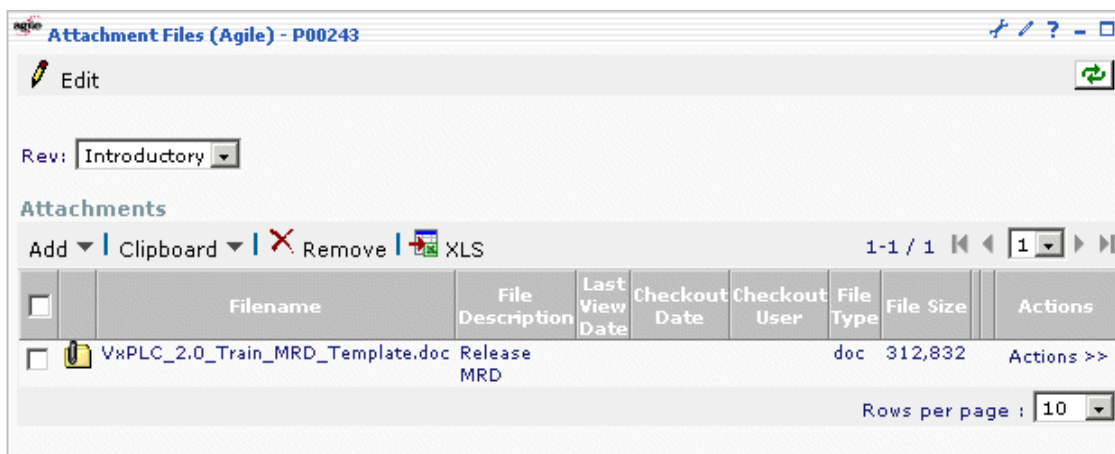 agile Attachment Files (Agile) - P00243 ? 
Edit
Rev: Introductory
Attachments
Add Clipboard Remove XLS 1-1 / 1 1
Filename File Description Last View Date Checkout Date Checkout User File Type File Size Actions
VxPLC_2.0_Train_MRD_Template.doc Release MRD doc 312,832 Actions >>
Rows per page : 10